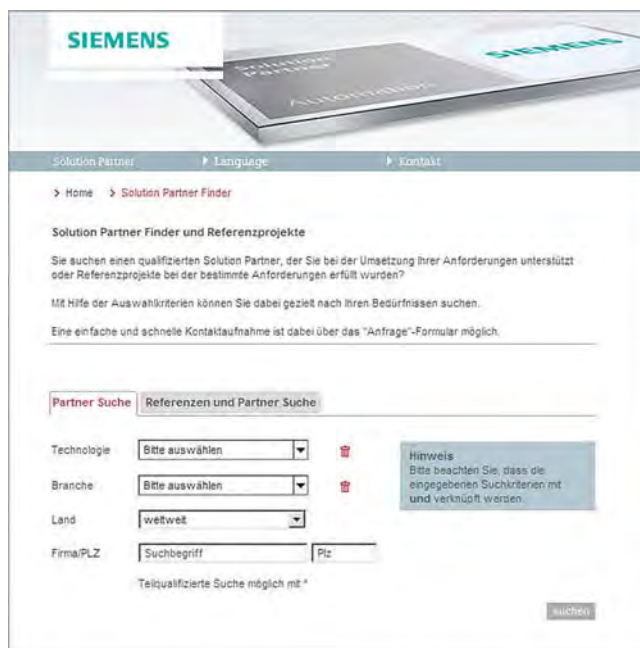 SIEMENS
Solution
Partner
Automation
SIEMENS
Solution Partner
Language
Kontakt
Home
Solution Partner Finder
Solution Partner Finder und Referenzprojekte
Sie suchen einen qualifizierten Solution Partner, der Sie bei der Umsetzung Ihrer Anforderungen unterstützt
oder Referenzprojekte bei der bestimmte Anforderungen erfüllt wurden?
Mit Hilfe der Auswahlkriterien können Sie dabei gezielt nach Ihren Bedürfnissen suchen.
Eine einfache und schnelle Kontaktaufnahme ist dabei über das "Anfrage"-Formular möglich.
Partner Suche
Referenzen und Partner Suche
Technologie
Bitte auswählen
Branche
Bitte auswählen
Land
weltweit
Firma/PLZ
Suchbegriff
Plz
Teilqualifizierte Suche möglich mit *
Hinweis
Bitte beachten Sie, dass die
eingegebenen Suchkriterien mit
und verknüpft werden.
suchen